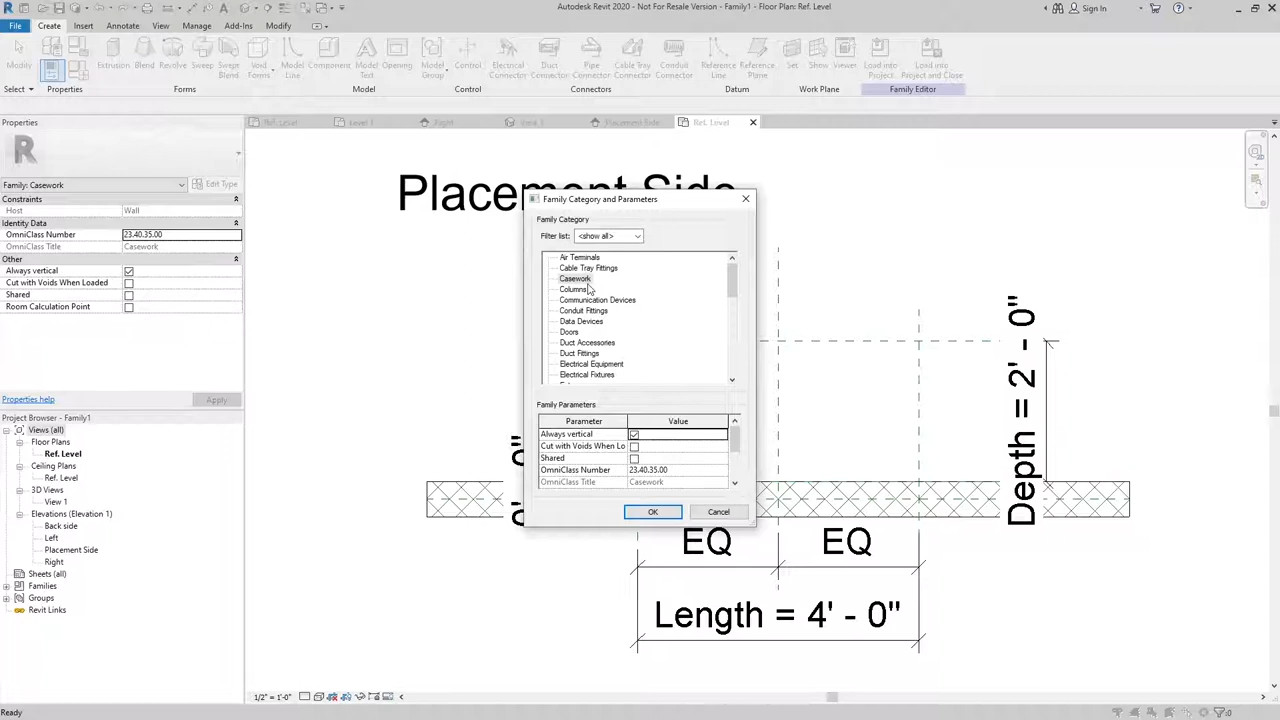 Autodesk Revit 2020 - Not For Resale Version - Family1 - Floor Plan: Ref. Level
Sign In
File Create Insert Annotate View Manage Add-Ins Modify
Modify Extrusion Blend Revolve Sweep Swept Blend Void Forms Model Line Component Model Text Opening Model Group Control Electrical Connector Duct Connector Pipe Connector Cable Tray Connector Conduit Connector Reference Line Reference Plane Set Show Viewer Load into Project Load into Project and Close
Select Properties Forms Model Control Connectors Datum Work Plane Family Editor
Properties
Ref. Level Level 1 Right View 1 Placement Side Ref. Level
Family: Casework Edit Type
Constraints
Host Wall
Identity Data
OmniClass Number 23.40.35.00
OmniClass Title Casework
Other
Always vertical
Cut with Voids When Loaded
Shared
Room Calculation Point
Properties help Apply
Project Browser - Family1
Views (all)
Floor Plans
Ref. Level
Ceiling Plans
Ref. Level
3D Views
View 1
Elevations (Elevation 1)
Back side
Left
Placement Side
Right
Sheets (all)
Families
Groups
Revit Links
Placement Side
Family Category and Parameters
Family Category
Filter list: <show all>
Air Terminals
Cable Tray Fittings
Casework
Columns
Communication Devices
Conduit Fittings
Data Devices
Doors
Duct Accessories
Duct Fittings
Electrical Equipment
Electrical Fixtures
Family Parameters
Parameter Value
Always vertical
Cut with Voids When Lo
Shared
OmniClass Number 23.40.35.00
OmniClass Title Casework
OK Cancel
Depth = 2' - 0"
EQ EQ
Length = 4' - 0"
1/2" = 1'-0"
Ready
:0